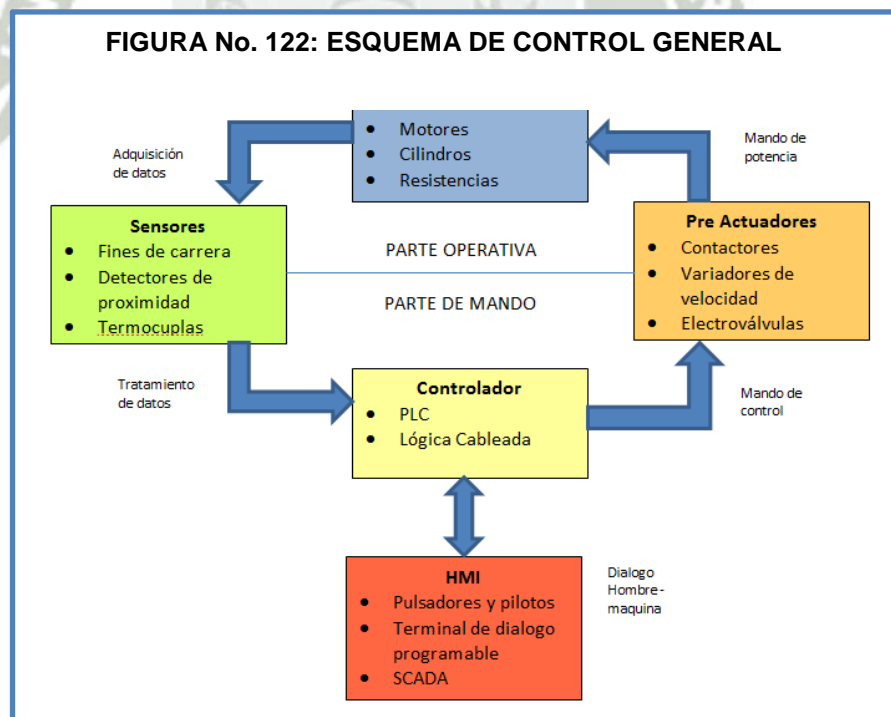 FIGURA No. 122: ESQUEMA DE CONTROL GENERAL
• Motores
• Cilindros
• Resistencias
Adquisición
de datos
Mando de
potencia
Sensores
• Fines de carrera
• Detectores de
proximidad
• Termocuplas
PARTE OPERATIVA
PARTE DE MANDO
Pre Actuadores
• Contactores
• Variadores de
velocidad
• Electroválvulas
Tratamiento
de datos
Controlador
• PLC
• Lógica Cableada
Mando de
control
HMI
• Pulsadores y pilotos
• Terminal de dialogo
programable
• SCADA
Dialogo
Hombre-
maquina